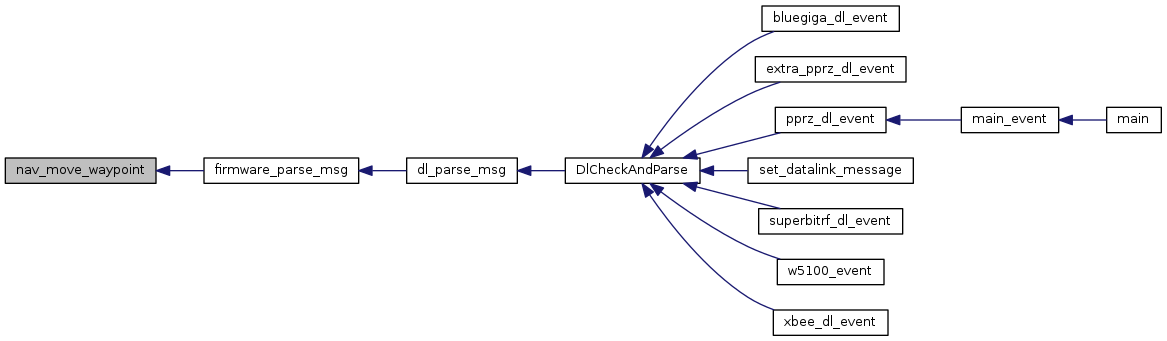 bluegiga_dl_event
extra_pprz_dl_event
pprz_dl_event
main_event
main
nav_move_waypoint
firmware_parse_msg
dl_parse_msg
DlCheckAndParse
set_datalink_message
superbitrf_dl_event
w5100_event
xbee_dl_event